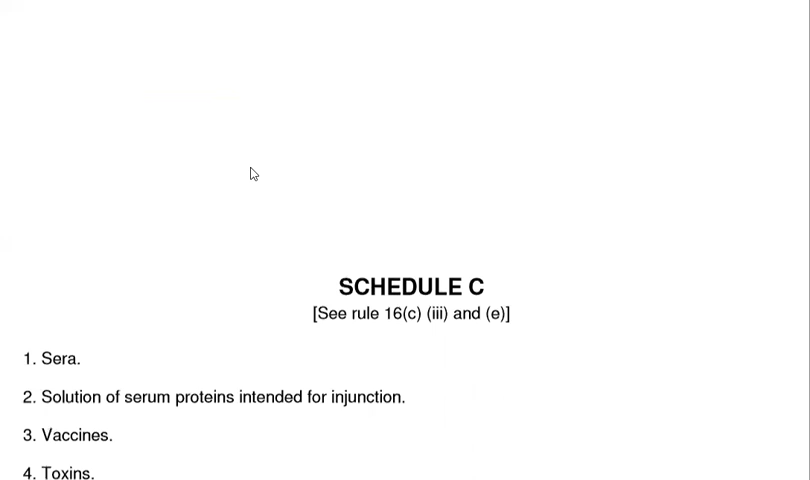 SCHEDULE C
[See rule 16(c) (iii) and (e)]
1. Sera.
2. Solution of serum proteins intended for injunction.
3. Vaccines.
4. Toxins.